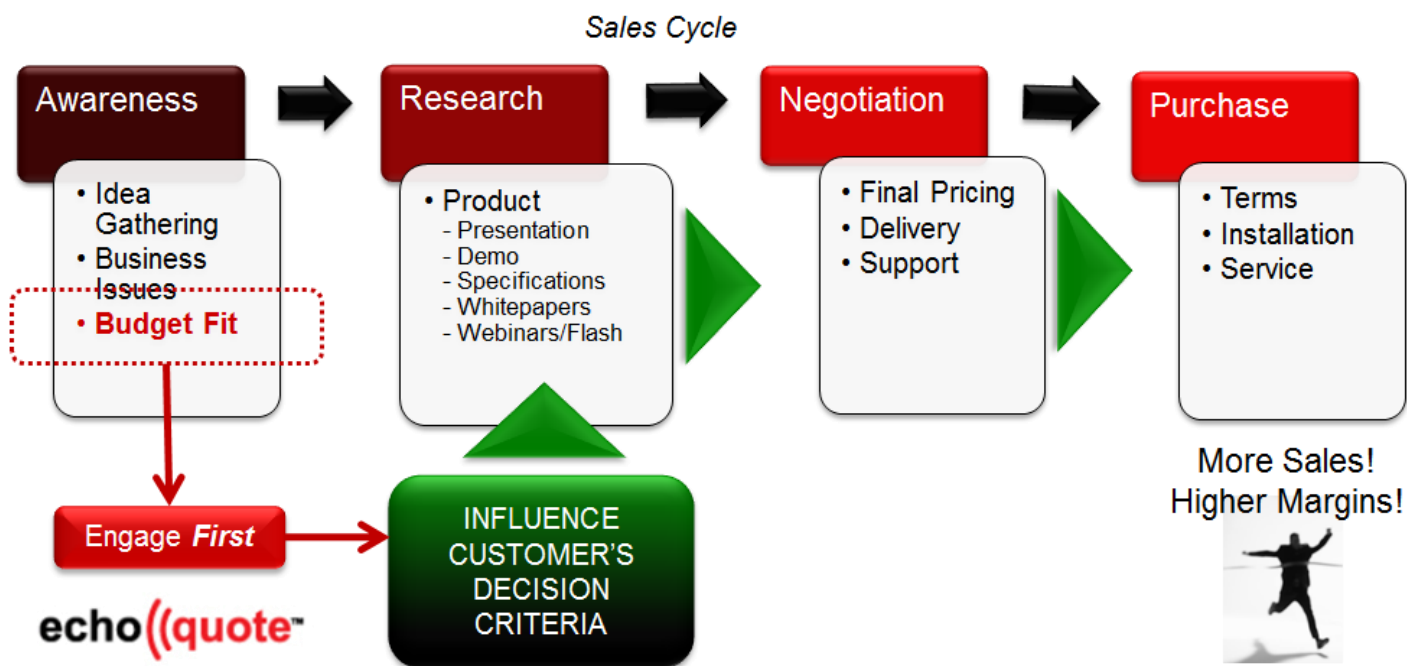 Sales Cycle
Awareness
• Idea
Gathering
• Business
Issues
• Budget Fit
Research
• Product
- Presentation
- Demo
- Specifications
- Whitepapers
- Webinars/Flash
Negotiation
• Final Pricing
• Delivery
• Support
Purchase
• Terms
• Installation
• Service
Engage First
INFLUENCE
CUSTOMER’S
DECISION
CRITERIA
More Sales!
Higher Margins!
echo((quote™